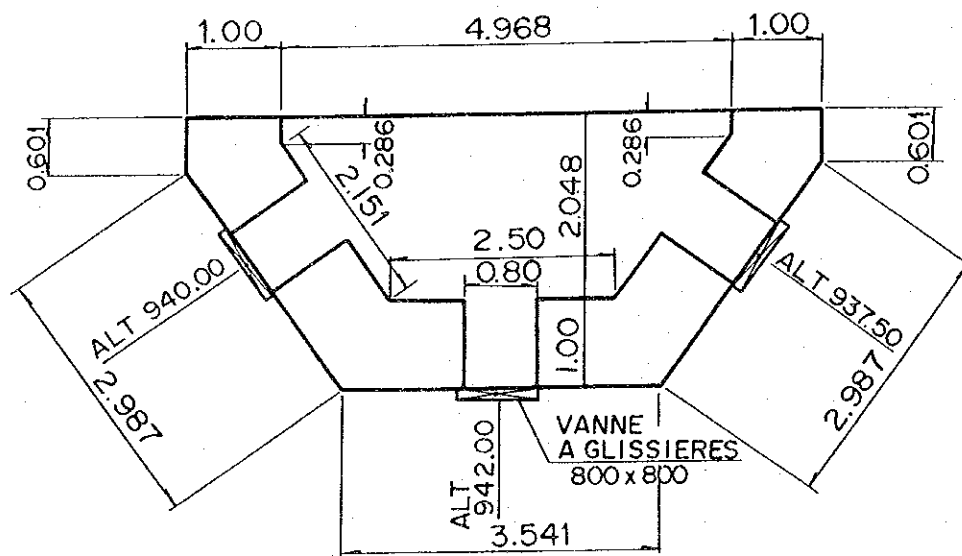 1.00
4.968
1.00
0.601
0.286
0.286
0.601
2.151
2.048
2.50
0.80
ALT 940.00
ALT 937.50
1.00
2.987
2.987
VANNE
A GLISSIERES
800 x 800
ALT
942.00
3.541